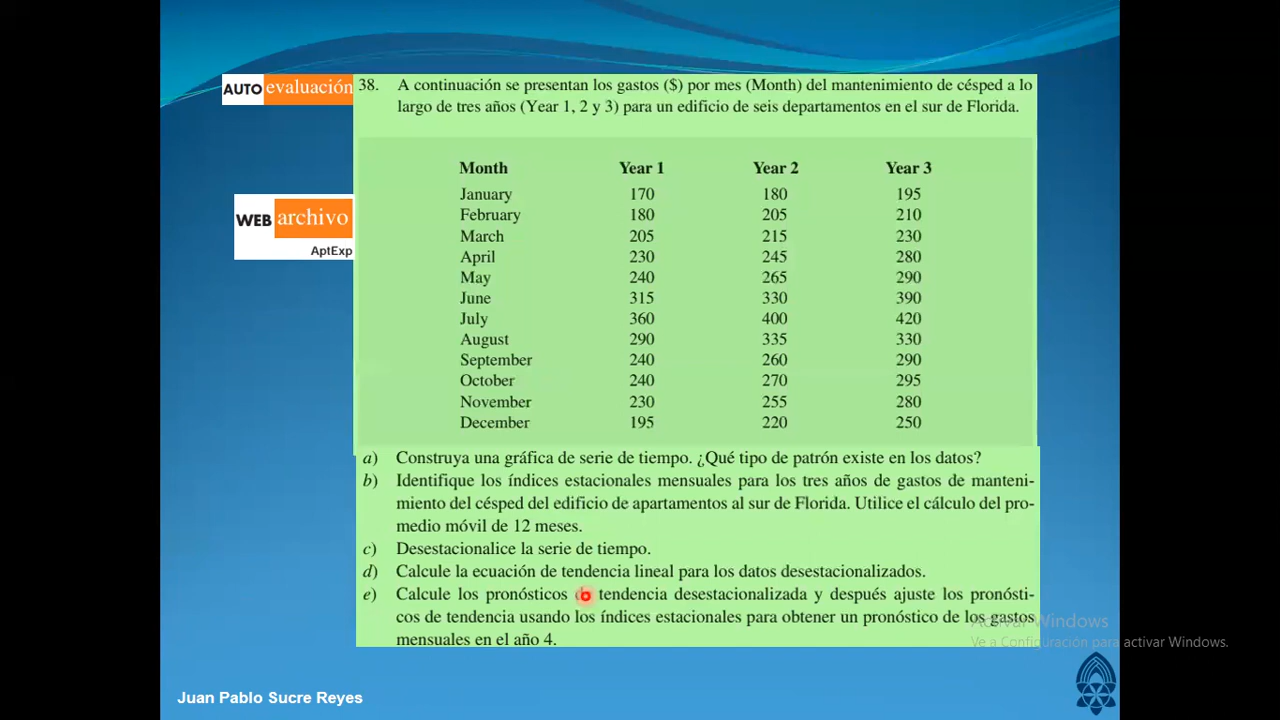 AUTO evaluación
38. A continuación se presentan los gastos ($) por mes (Month) del mantenimiento de césped a lo
largo de tres años (Year 1, 2 y 3) para un edificio de seis departamentos en el sur de Florida.
WEB archivo
AptExp
Month Year 1 Year 2 Year 3
January 170 180 195
February 180 205 210
March 205 215 230
April 230 245 280
May 240 265 290
June 315 330 390
July 360 400 420
August 290 335 330
September 240 260 290
October 240 270 295
November 230 255 280
December 195 220 250
a) Construya una gráfica de serie de tiempo. ¿Qué tipo de patrón existe en los datos?
b) Identifique los índices estacionales mensuales para los tres años de gastos de manteni-
miento del césped del edificio de apartamentos al sur de Florida. Utilice el cálculo del pro-
medio móvil de 12 meses.
c) Desestacionalice la serie de tiempo.
d) Calcule la ecuación de tendencia lineal para los datos desestacionalizados.
e) Calcule los pronósticos de tendencia desestacionalizada y después ajuste los pronósti-
cos de tendencia usando los índices estacionales para obtener un pronóstico de los gastos
mensuales en el año 4.
Activar Windows
Ve a Configuración para activar Windows.
Juan Pablo Sucre Reyes